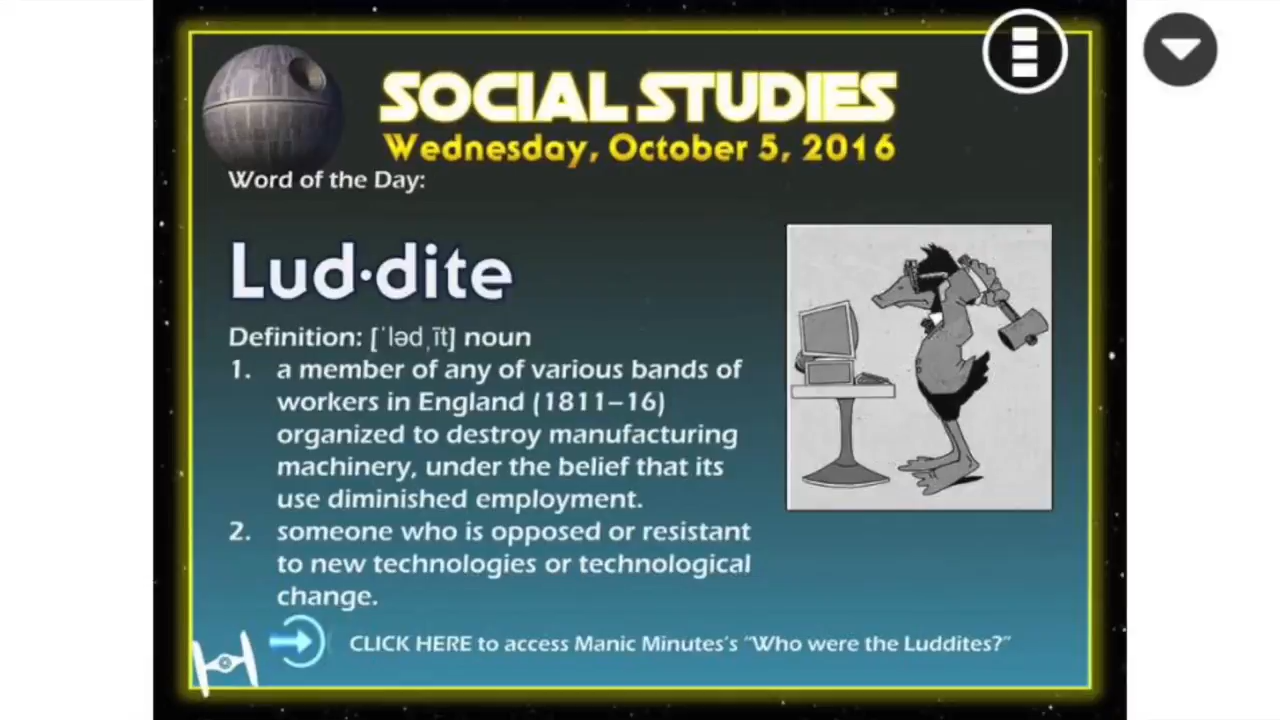 SOCIAL STUDIES
Wednesday, October 5, 2016
Word of the Day:
Lud·dite
Definition: [ˈlədˌīt] noun
1. a member of any of various bands of
workers in England (1811–16)
organized to destroy manufacturing
machinery, under the belief that its
use diminished employment.
2. someone who is opposed or resistant
to new technologies or technological
change.
CLICK HERE to access Manic Minutes's "Who were the Luddites?"